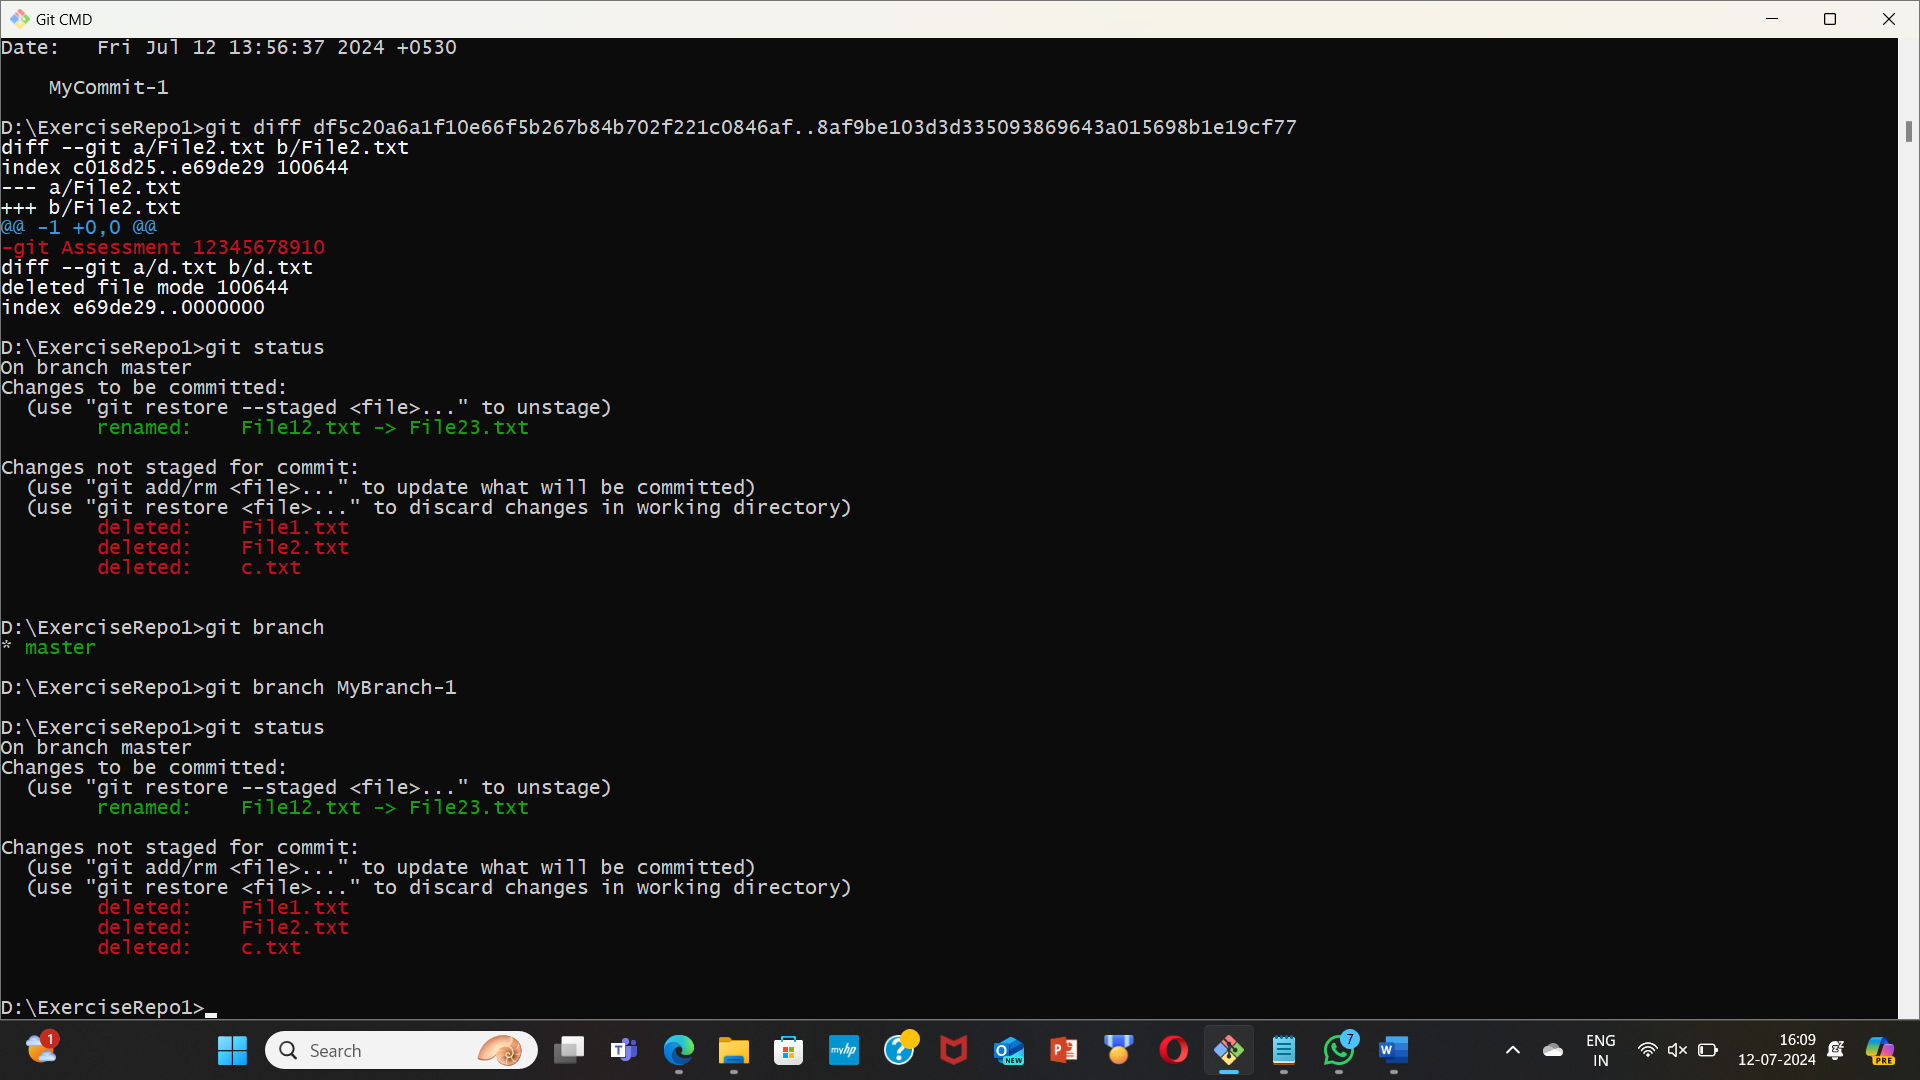 Git CMD
Date:   Fri Jul 12 13:56:37 2024 +0530
    MyCommit-1
D:\ExerciseRepo1>git diff df5c20a6a1f10e66f5b267b84b702f221c0846af..8af9be103d3d335093869643a015698b1e19cf77
diff --git a/File2.txt b/File2.txt
index c018d25..e69de29 100644
--- a/File2.txt
+++ b/File2.txt
@@ -1 +0,0 @@
-git Assessment 12345678910
diff --git a/d.txt b/d.txt
deleted file mode 100644
index e69de29..0000000
D:\ExerciseRepo1>git status
On branch master
Changes to be committed:
  (use "git restore --staged <file>..." to unstage)
        renamed:    File12.txt -> File23.txt
Changes not staged for commit:
  (use "git add/rm <file>..." to update what will be committed)
  (use "git restore <file>..." to discard changes in working directory)
        deleted:    File1.txt
        deleted:    File2.txt
        deleted:    c.txt
D:\ExerciseRepo1>git branch
* master
D:\ExerciseRepo1>git branch MyBranch-1
D:\ExerciseRepo1>git status
On branch master
Changes to be committed:
  (use "git restore --staged <file>..." to unstage)
        renamed:    File12.txt -> File23.txt
Changes not staged for commit:
  (use "git add/rm <file>..." to update what will be committed)
  (use "git restore <file>..." to discard changes in working directory)
        deleted:    File1.txt
        deleted:    File2.txt
        deleted:    c.txt
D:\ExerciseRepo1>
1
Search
myhp
NEW
7
ENG
IN
16:09
12-07-2024
PRE